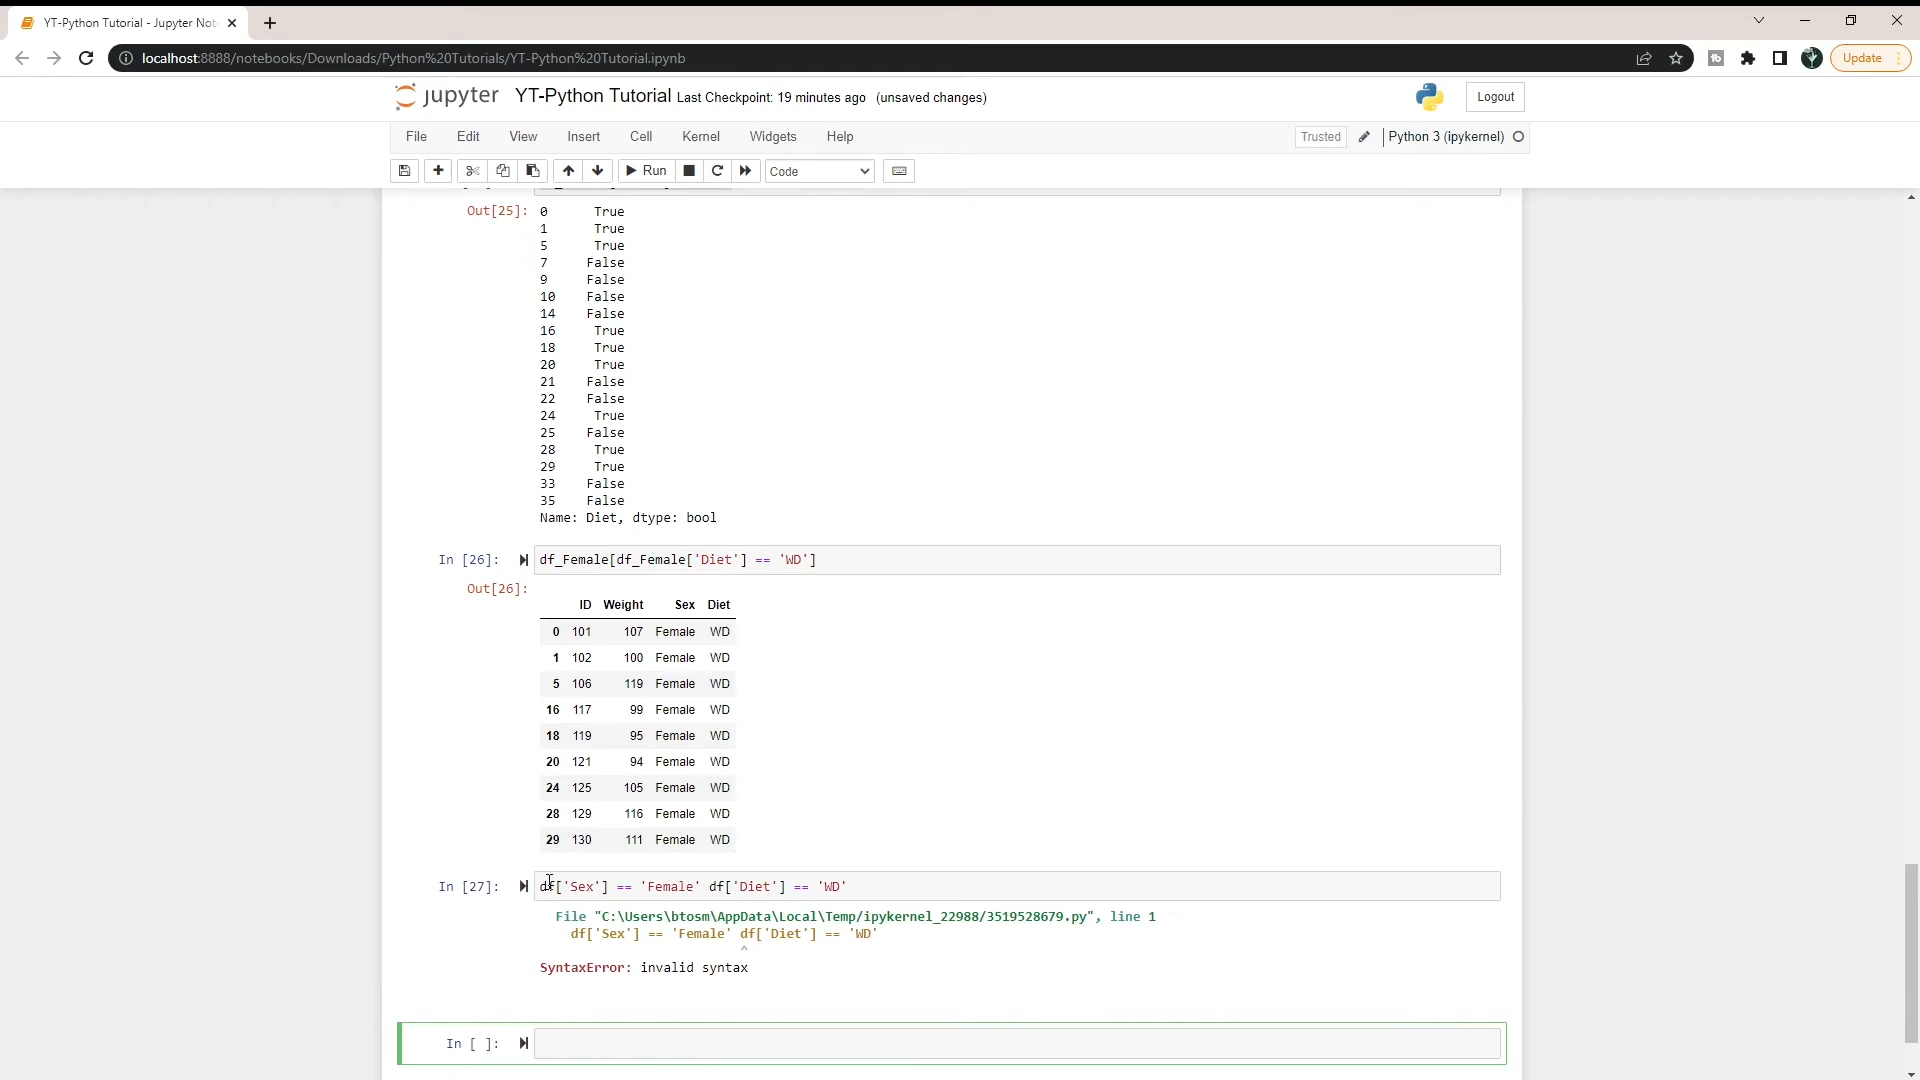 YT-Python Tutorial - Jupyter Not
localhost:8888/notebooks/Downloads/Python%20Tutorials/YT-Python%20Tutorial.ipynb
Update
jupyter YT-Python Tutorial Last Checkpoint: 19 minutes ago (unsaved changes)
Logout
File Edit View Insert Cell Kernel Widgets Help
Trusted Python 3 (ipykernel)
Run Code
Out[25]: 0 True
1 True
5 True
7 False
9 False
10 False
14 False
16 True
18 True
20 True
21 False
22 False
24 True
25 False
28 True
29 True
33 False
35 False
Name: Diet, dtype: bool
In [26]: df_Female[df_Female['Diet'] == 'WD']
Out[26]:
ID Weight Sex Diet
0 101 107 Female WD
1 102 100 Female WD
5 106 119 Female WD
16 117 99 Female WD
18 119 95 Female WD
20 121 94 Female WD
24 125 105 Female WD
28 129 116 Female WD
29 130 111 Female WD
In [27]: df['Sex'] == 'Female' df['Diet'] == 'WD'
File "C:\Users\btosm\AppData\Local\Temp/ipykernel_22988/3519528679.py", line 1
df['Sex'] == 'Female' df['Diet'] == 'WD'
^
SyntaxError: invalid syntax
In [ ]: